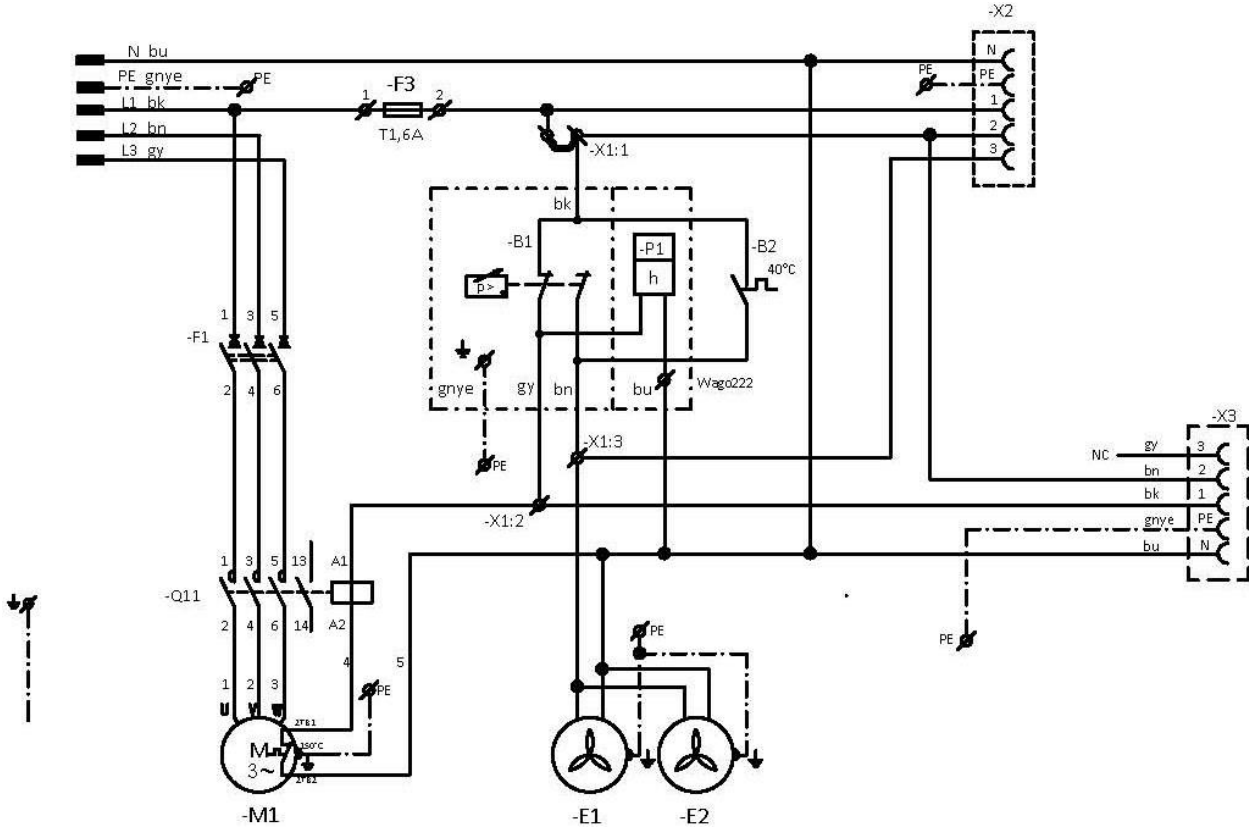 -X2
N bu
N
PE gnye
PE
PE
PE
-F3
L1 bk
1
2
1
T1,6A
L2 bn
2
-X1:1
L3 gy
3
bk
-B1
-P1
-B2
40°C
p>
h
1 3 5
-F1
2 4 6
gnye
gy
bn
bu
Wago222
-X3
-X1:3
PE
NC
gy
3
bn
2
-X1:2
bk
1
gnye
PE
bu
N
1 3 5 13
A1
-Q11
2 4 6 14
A2
PE
PE
4
5
1 2 3
PE
U V W
2TB1
M
150°C
3~
2TB2
-M1
-E1
-E2